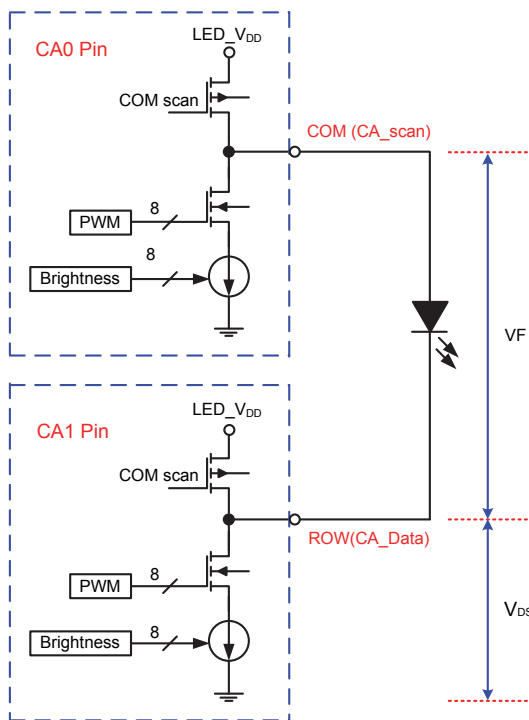 CA0 Pin
LED_VDD
COM scan
COM (CA_scan)
8
PWM
8
Brightness
VF
CA1 Pin
LED_VDD
COM scan
ROW(CA_Data)
8
PWM
8
Brightness
VDS